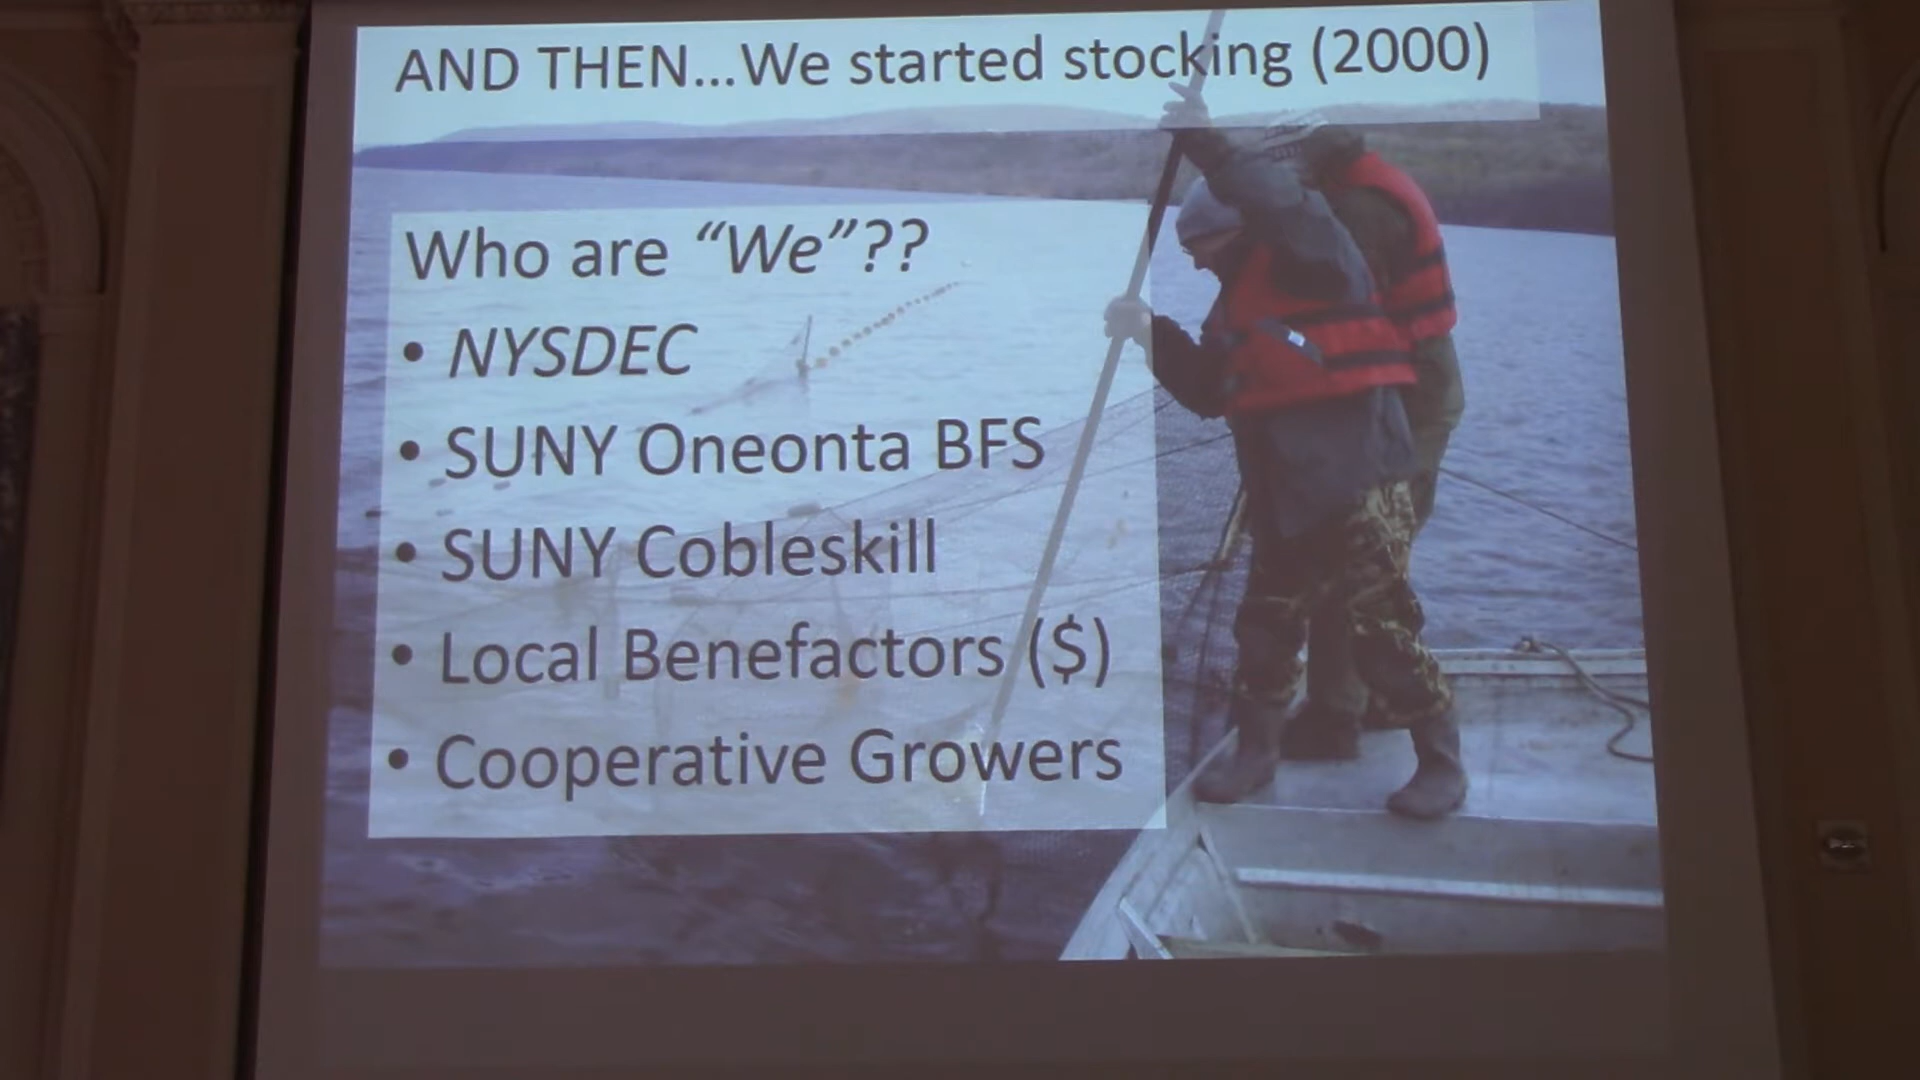 AND THEN...We started stocking (2000)
Who are “We”??
• NYSDEC
• SUNY Oneonta BFS
• SUNY Cobleskill
• Local Benefactors ($)
• Cooperative Growers